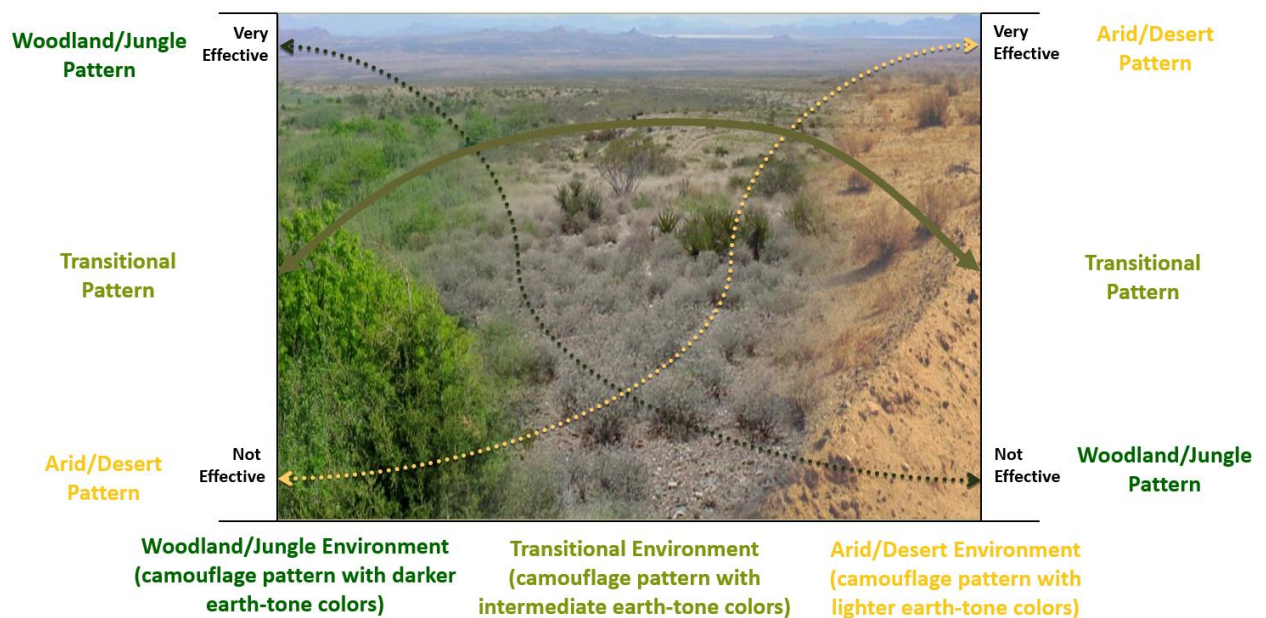 Woodland/Jungle
Pattern
Very
Effective
Very
Effective
Arid/Desert
Pattern
Transitional
Pattern
Transitional
Pattern
Arid/Desert
Pattern
Not
Effective
Not
Effective
Woodland/Jungle
Pattern
Woodland/Jungle Environment
(camouflage pattern with darker
earth-tone colors)
Transitional Environment
(camouflage pattern with
intermediate earth-tone colors)
Arid/Desert Environment
(camouflage pattern with
lighter earth-tone colors)